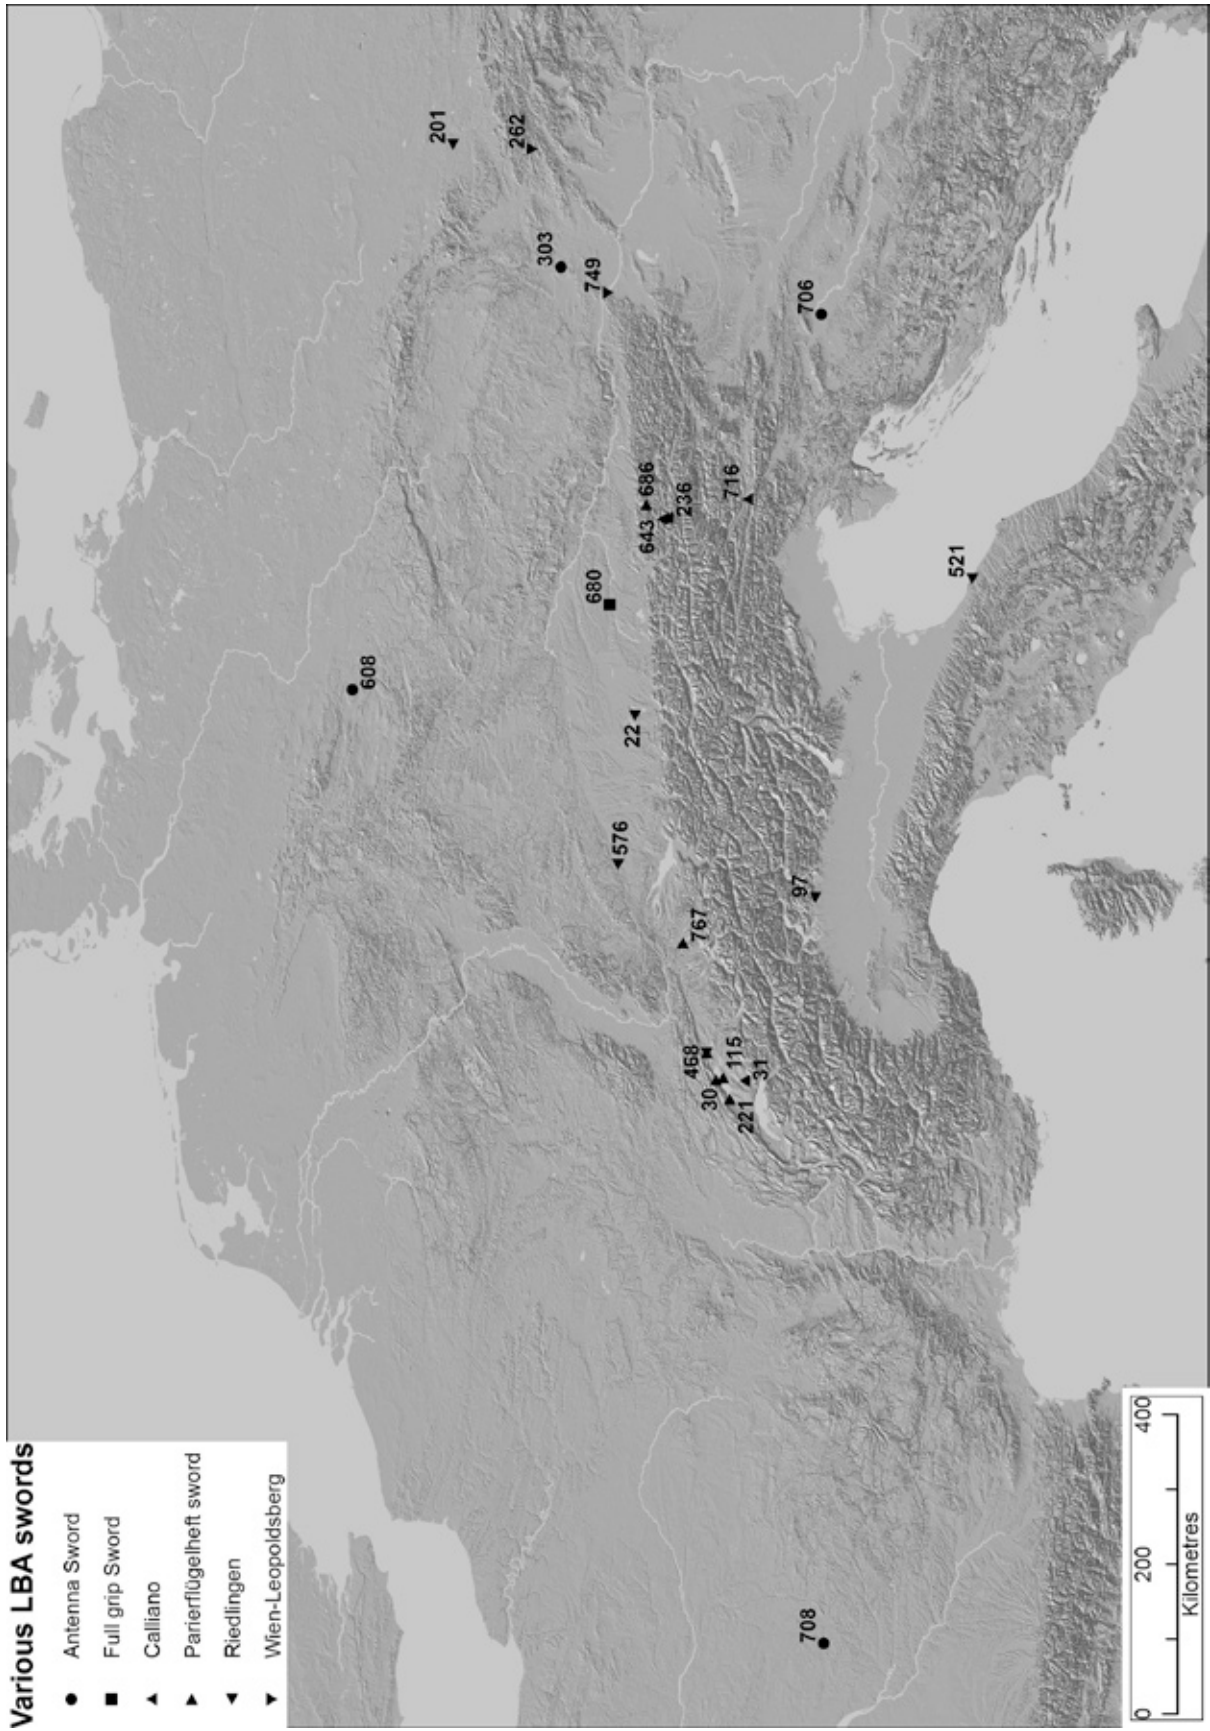 Various LBA swords
Antenna Sword
Full grip Sword
Calliano
Parierflügelheft sword
Riedlingen
Wien-Leopoldsberg
608
201
262
303
749
680
576
22
643
686
236
468
767
30
716
115
221
31
97
706
708
521
0 200 400
Kilometres